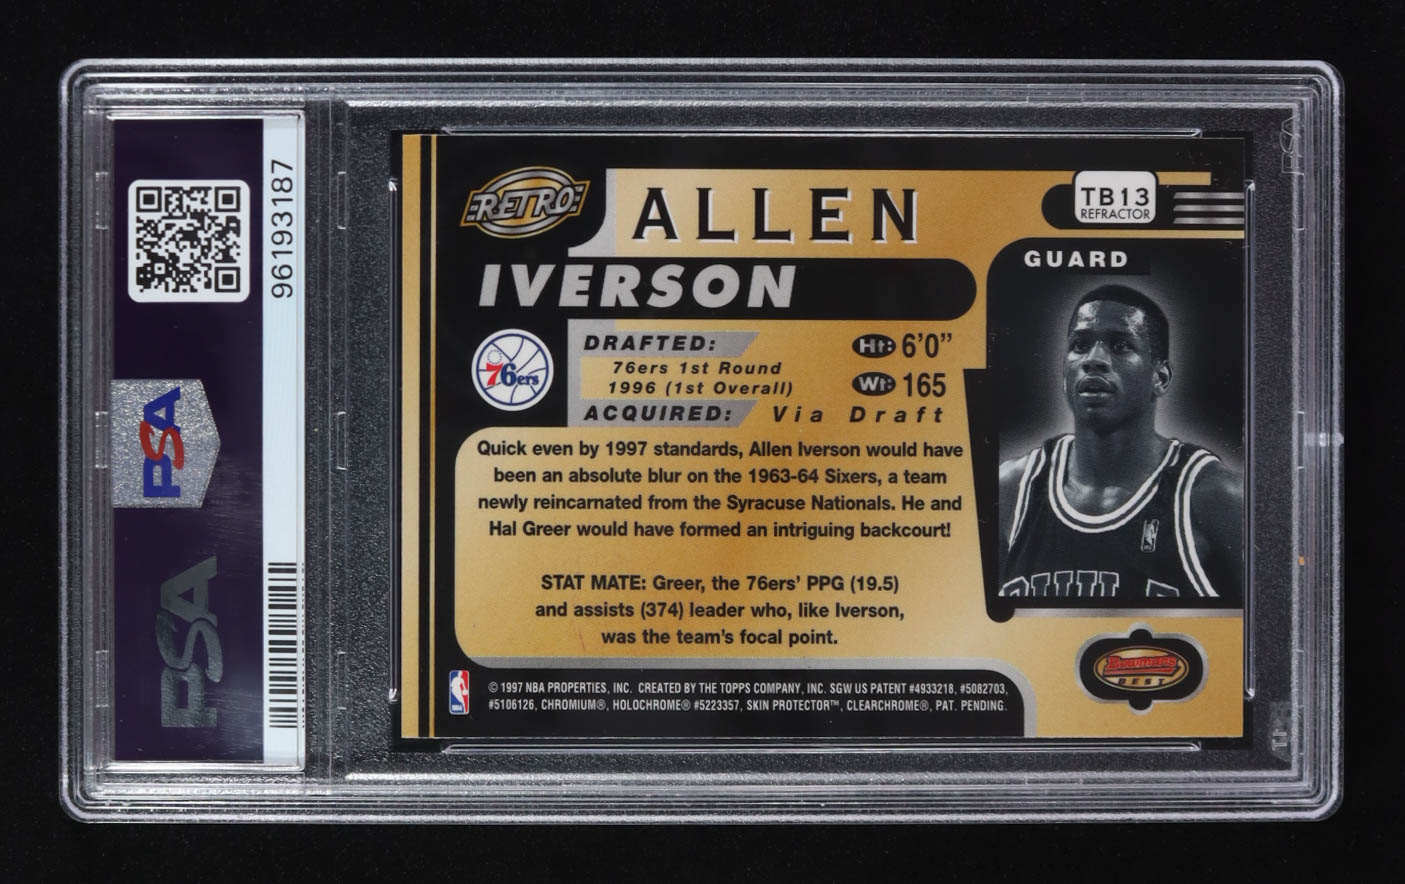 96193187
PSA
PSA
RETRO
ALLEN
IVERSON
TB13
REFRACTOR
GUARD
76ers
DRAFTED:
76ers 1st Round
1996 (1st Overall)
ACQUIRED: Via Draft
Ht: 6'0”
Wt: 165
Quick even by 1997 standards, Allen Iverson would have
been an absolute blur on the 1963-64 Sixers, a team
newly reincarnated from the Syracuse Nationals. He and
Hal Greer would have formed an intriguing backcourt!
STAT MATE: Greer, the 76ers’ PPG (19.5)
and assists (374) leader who, like Iverson,
was the team’s focal point.
Bowman's
BEST
NBA
© 1997 NBA PROPERTIES, INC. CREATED BY THE TOPPS COMPANY, INC. SGW US PATENT #4933218, #5082703,
#5106126, CHROMIUM®, HOLOCHROME® #5223357, SKIN PROTECTOR™, CLEARCHROME®, PAT. PENDING.